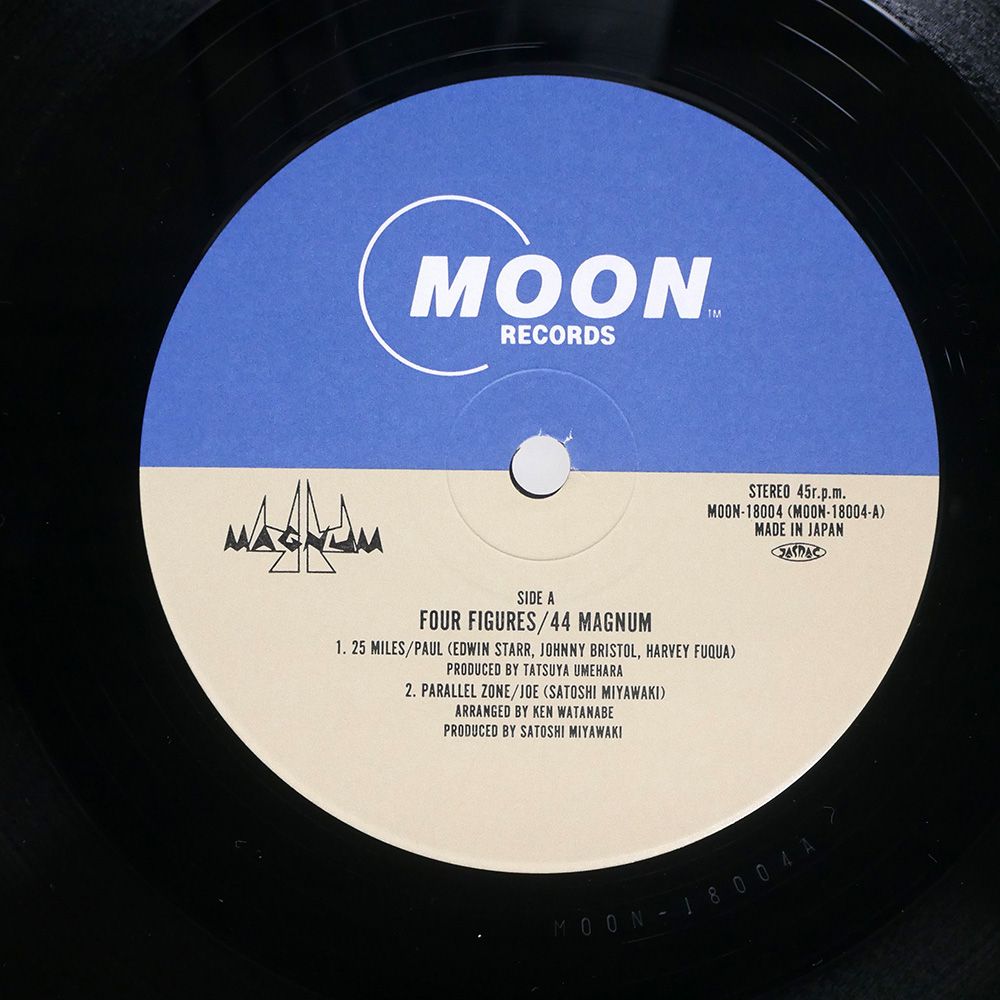 MOON TM
RECORDS
44 MAGNUM
STEREO 45r.p.m.
MOON-18004 (MOON-18004-A)
MADE IN JAPAN
JASRAC
SIDE A
FOUR FIGURES/44 MAGNUM
1. 25 MILES/PAUL (EDWIN STARR, JOHNNY BRISTOL, HARVEY FUQUA)
PRODUCED BY TATSUYA UMEHARA
2. PARALLEL ZONE/JOE (SATOSHI MIYAWAKI)
ARRANGED BY KEN WATANABE
PRODUCED BY SATOSHI MIYAWAKI
MOON-18004A